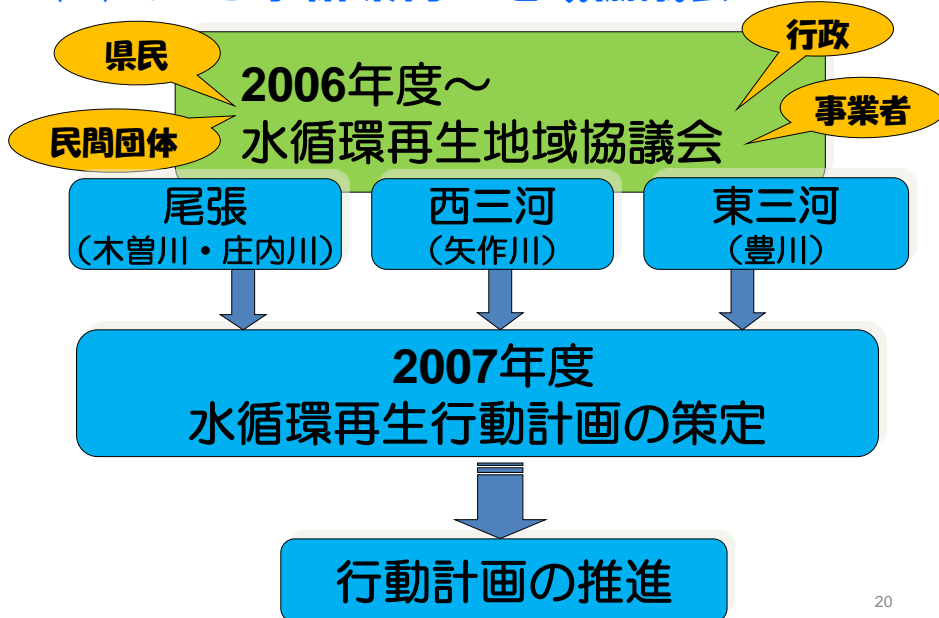 県民
行政
民間団体
事業者
2006年度～
水循環再生地域協議会
尾張
（木曽川・庄内川）
西三河
（矢作川）
東三河
（豊川）
2007年度
水循環再生行動計画の策定
行動計画の推進
20